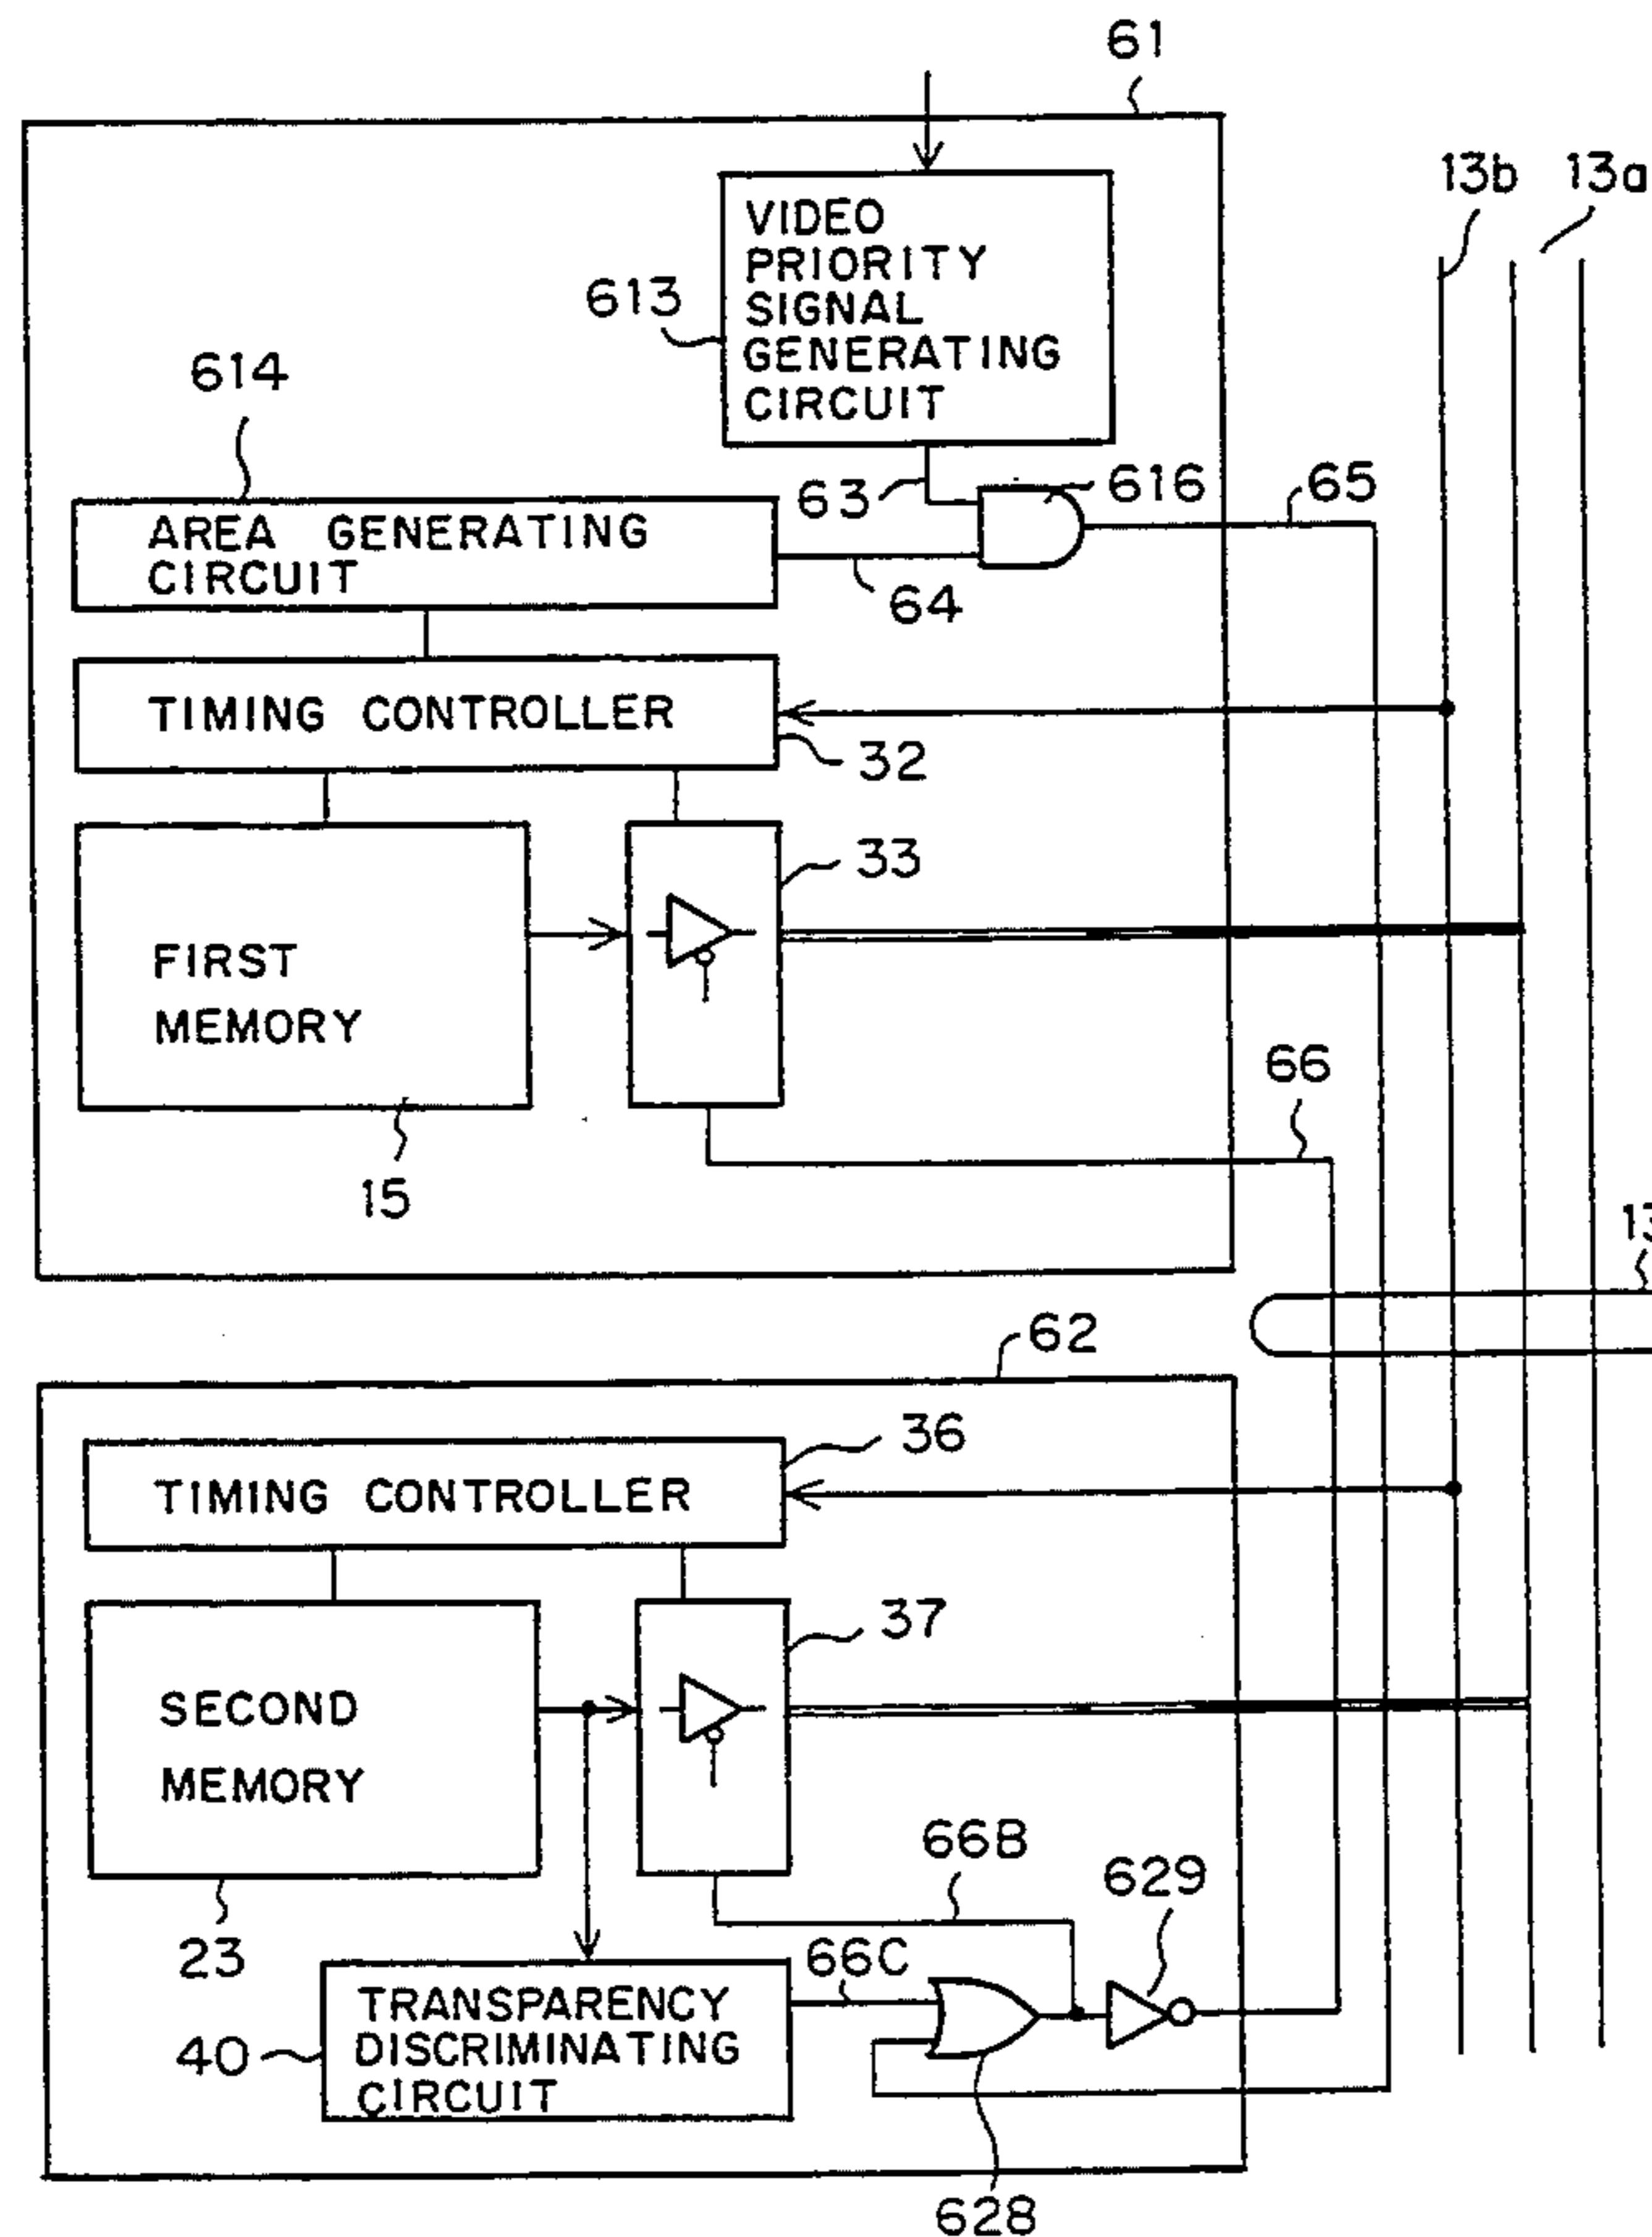 61
13b
13a
VIDEO
PRIORITY
SIGNAL
GENERATING
CIRCUIT
613
614
63
616
65
AREA GENERATING
CIRCUIT
64
TIMING CONTROLLER
32
33
FIRST
MEMORY
66
15
13
62
36
TIMING CONTROLLER
37
SECOND
MEMORY
66B
629
23
66C
TRANSPARENCY
DISCRIMINATING
CIRCUIT
40
628